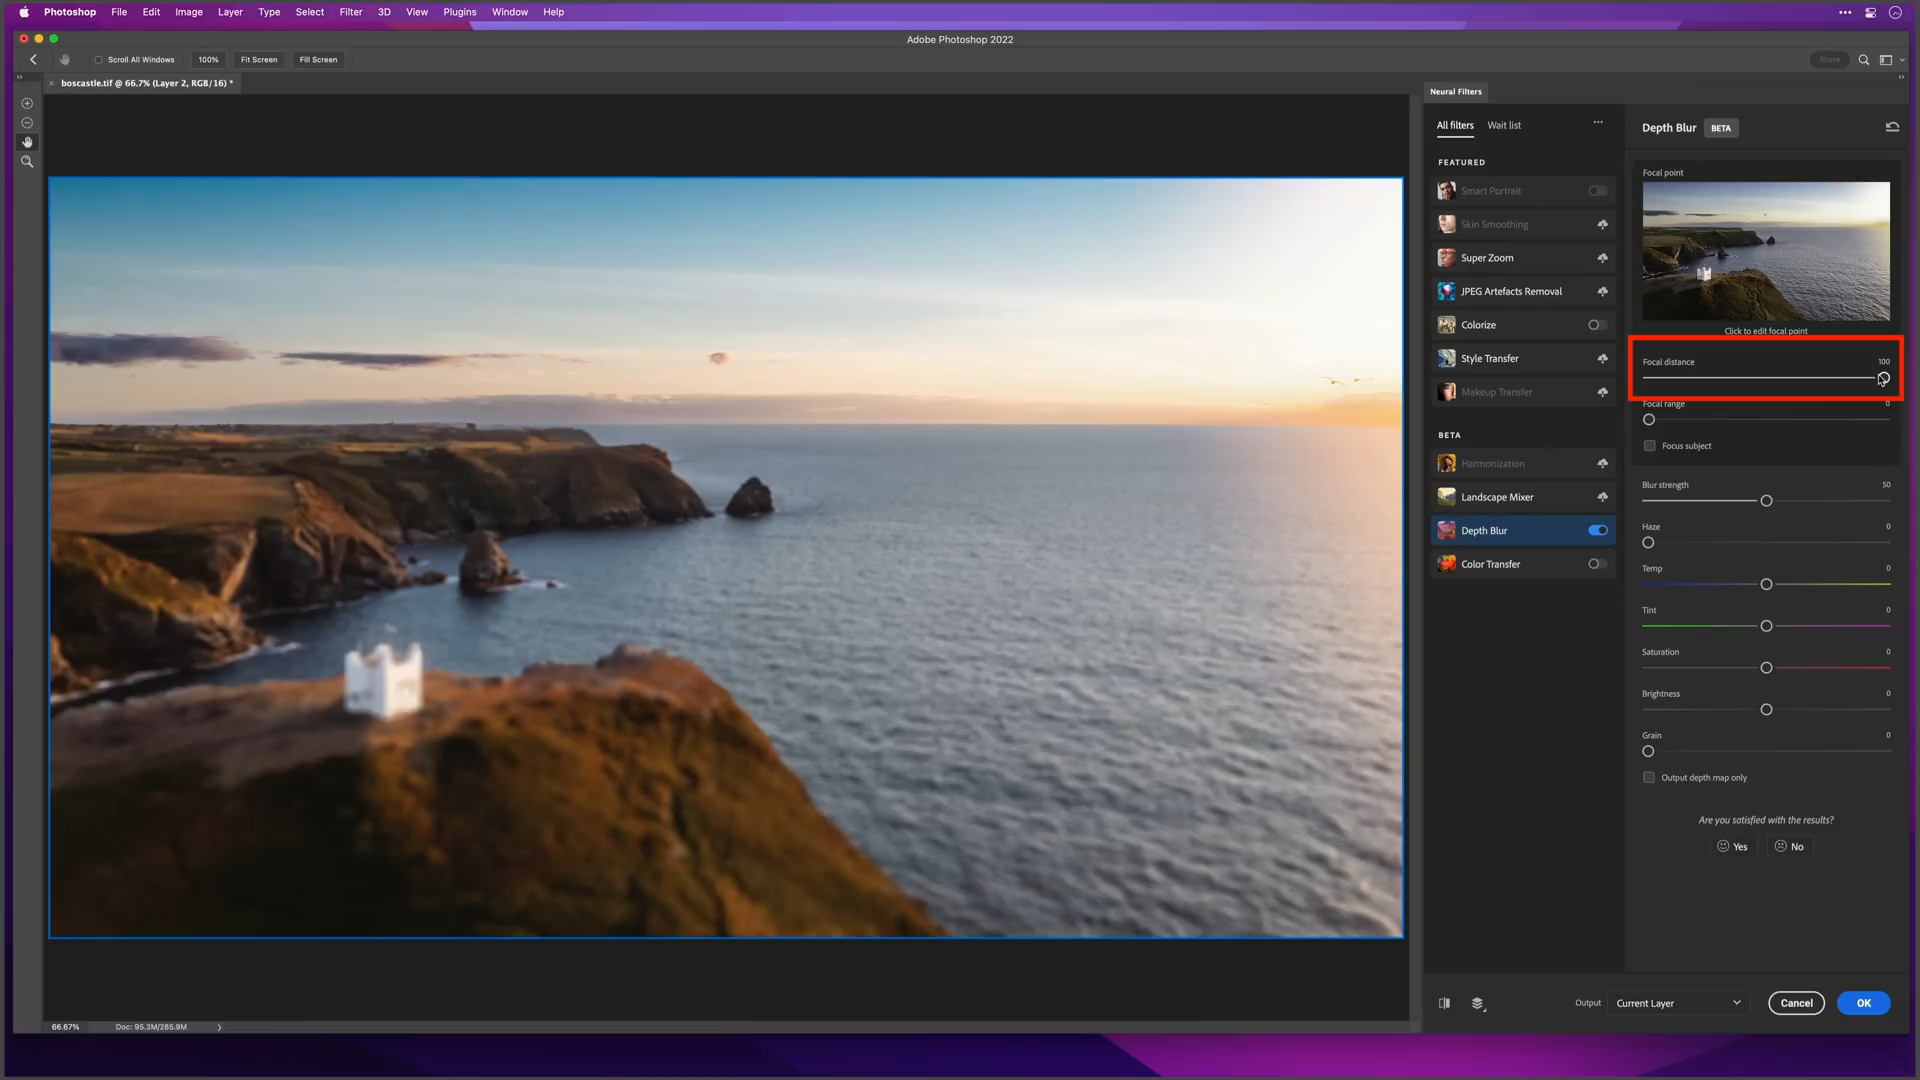 Photoshop File Edit Image Layer Type Select Filter 3D View Plugins Window Help
Adobe Photoshop 2022
Scroll All Windows 100% Fit Screen Fill Screen Share
boscastle.tif @ 66.7% (Layer 2, RGB/16) *
Neural Filters
All filters Wait list
FEATURED
Smart Portrait
Skin Smoothing
Super Zoom
JPEG Artefacts Removal
Colorize
Style Transfer
Makeup Transfer
BETA
Harmonization
Landscape Mixer
Depth Blur
Color Transfer
Depth Blur BETA
Focal point
Click to edit focal point
Focal distance 100
Focal range 0
Focus subject
Blur strength 50
Haze 0
Temp 0
Tint 0
Saturation 0
Brightness 0
Grain 0
Output depth map only
Are you satisfied with the results?
Yes No
Output Current Layer Cancel OK
66.67% Doc: 95.3M/285.9M